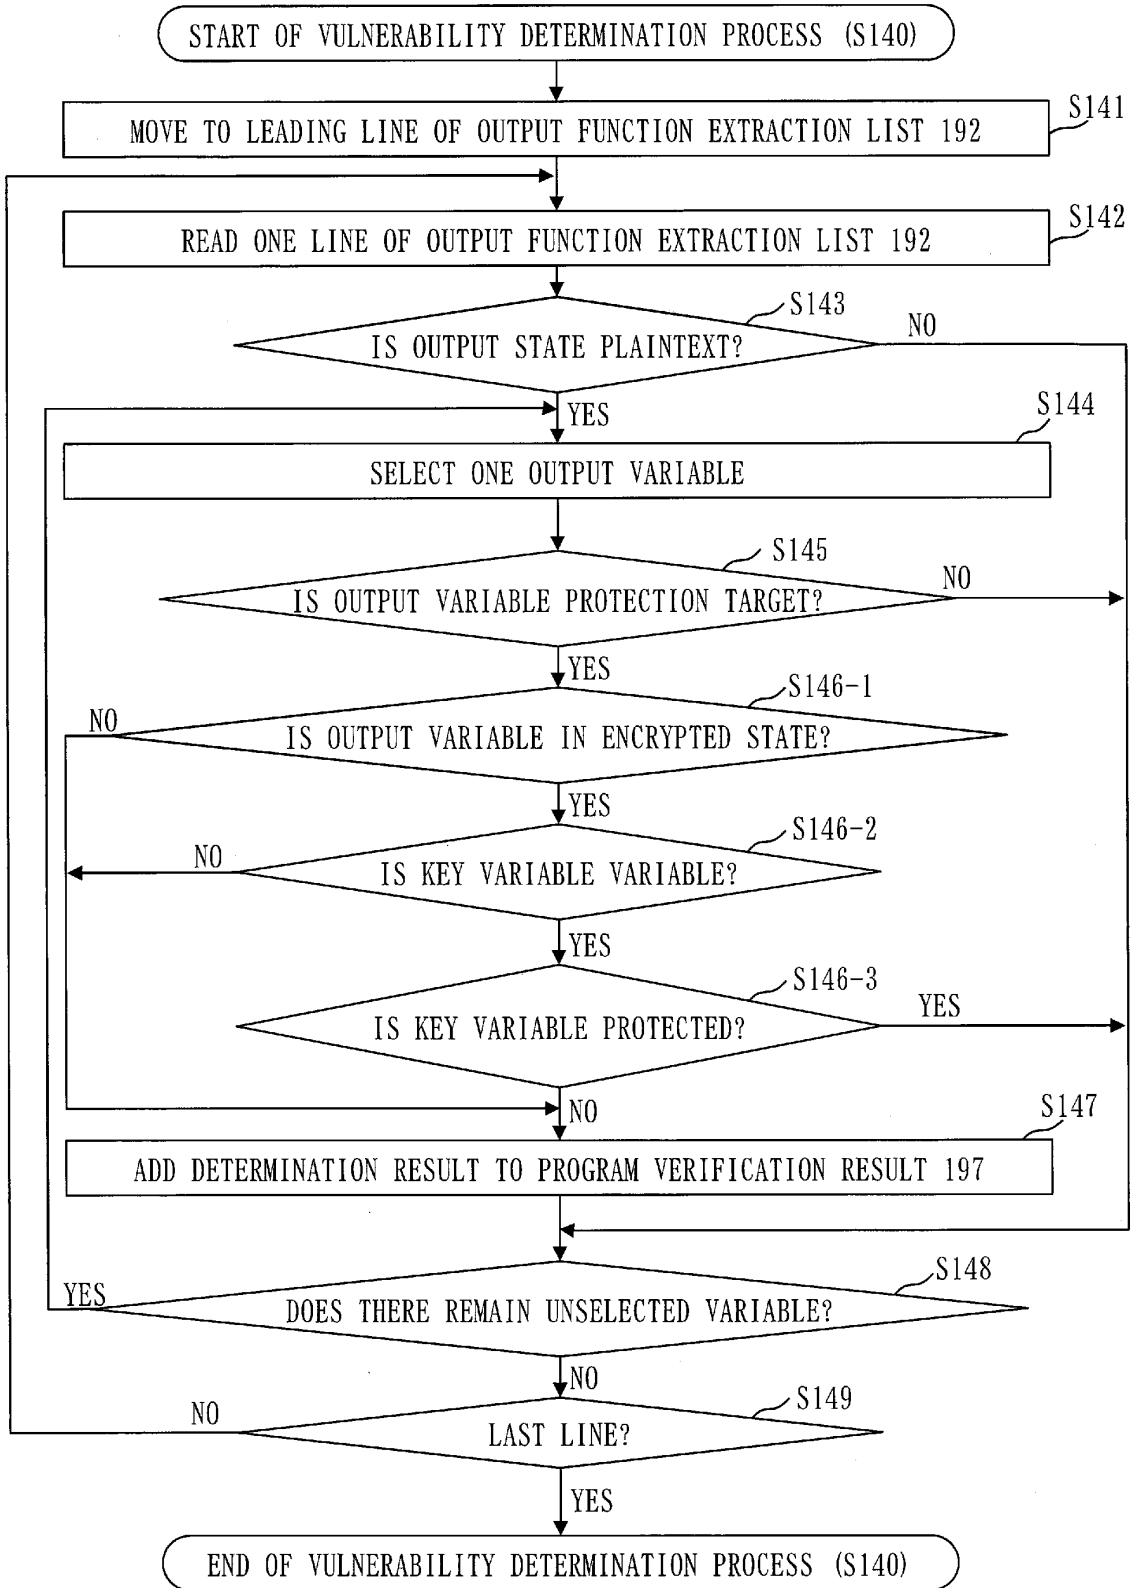 START OF VULNERABILITY DETERMINATION PROCESS (S140)
S141
MOVE TO LEADING LINE OF OUTPUT FUNCTION EXTRACTION LIST 192
S142
READ ONE LINE OF OUTPUT FUNCTION EXTRACTION LIST 192
S143
NO
IS OUTPUT STATE PLAINTEXT?
YES
S144
SELECT ONE OUTPUT VARIABLE
S145
NO
IS OUTPUT VARIABLE PROTECTION TARGET?
YES
S146-1
NO
IS OUTPUT VARIABLE IN ENCRYPTED STATE?
YES
S146-2
NO
IS KEY VARIABLE VARIABLE?
YES
S146-3
YES
IS KEY VARIABLE PROTECTED?
NO
S147
ADD DETERMINATION RESULT TO PROGRAM VERIFICATION RESULT 197
S148
YES
DOES THERE REMAIN UNSELECTED VARIABLE?
NO
S149
NO
LAST LINE?
YES
END OF VULNERABILITY DETERMINATION PROCESS (S140)